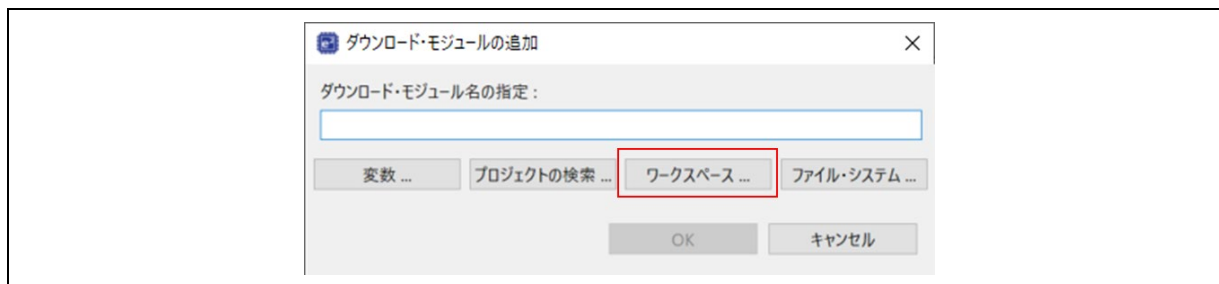 ダウンロード・モジュールの追加
ダウンロード・モジュール名の指定：
変数 ... プロジェクトの検索 ... ワークスペース ... ファイル・システム ...
OK キャンセル